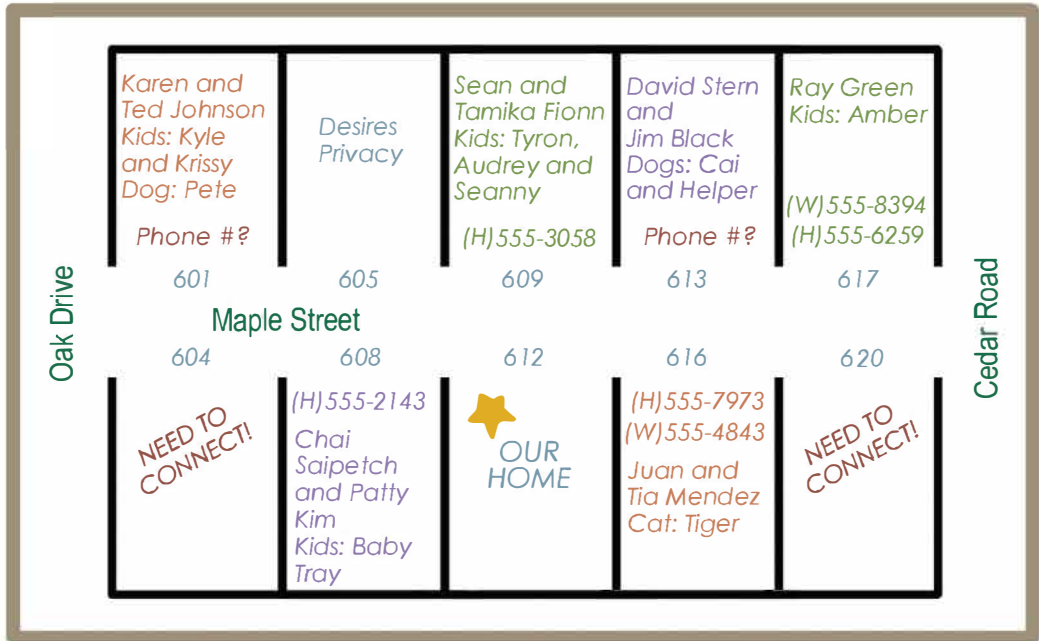 Karen and
Ted Johnson
Kids: Kyle
and Krissy
Dog: Pete
Phone #?
Desires
Privacy
Sean and
Tamika Fionn
Kids: Tyron,
Audrey and
Seanny
(H)555-3058
David Stern
and
Jim Black
Dogs: Cai
and Helper
Phone #?
Ray Green
Kids: Amber
(W)555-8394
(H)555-6259
601
605
609
613
617
Oak Drive
Maple Street
Cedar Road
604
608
612
616
620
NEED TO
CONNECT!
(H)555-2143
Chai
Saipetch
and Patty
Kim
Kids: Baby
Tray
OUR
HOME
(H)555-7973
(W)555-4843
Juan and
Tia Mendez
Cat: Tiger
NEED TO
CONNECT!